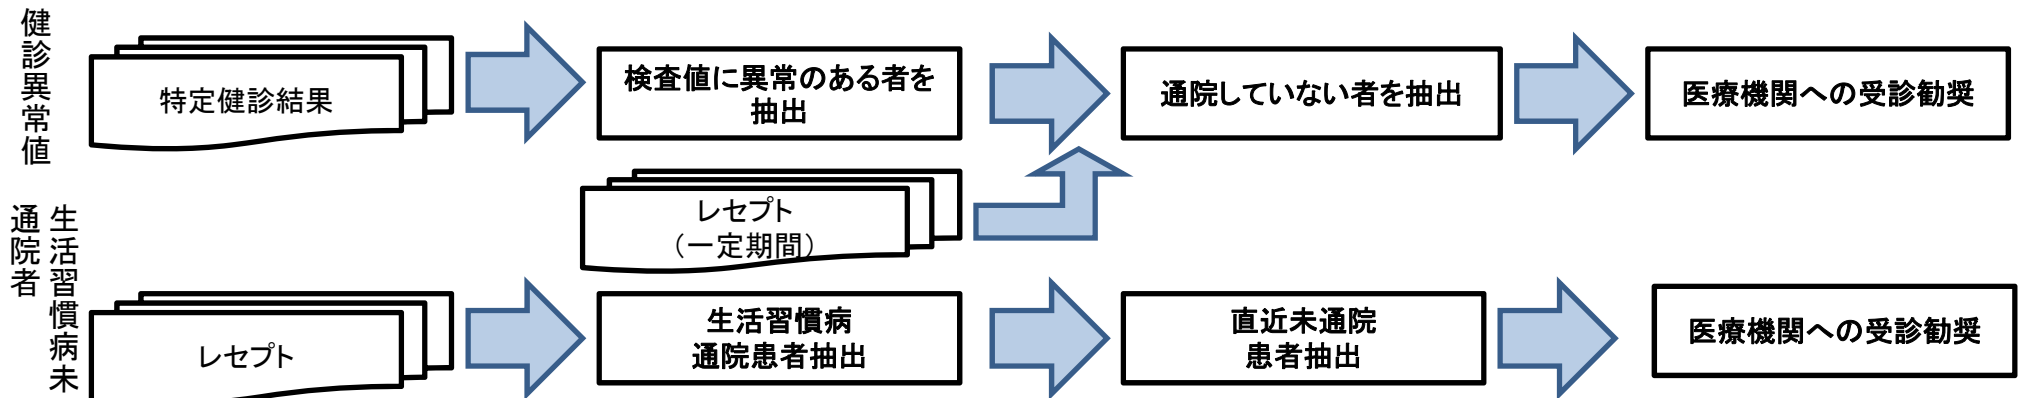 健診異常値
特定健診結果
検査値に異常のある者を
抽出
通院していない者を抽出
医療機関への受診勧奨
レセプト
（一定期間）
生活習慣病未
通院者
レセプト
生活習慣病
通院患者抽出
直近未通院
患者抽出
医療機関への受診勧奨